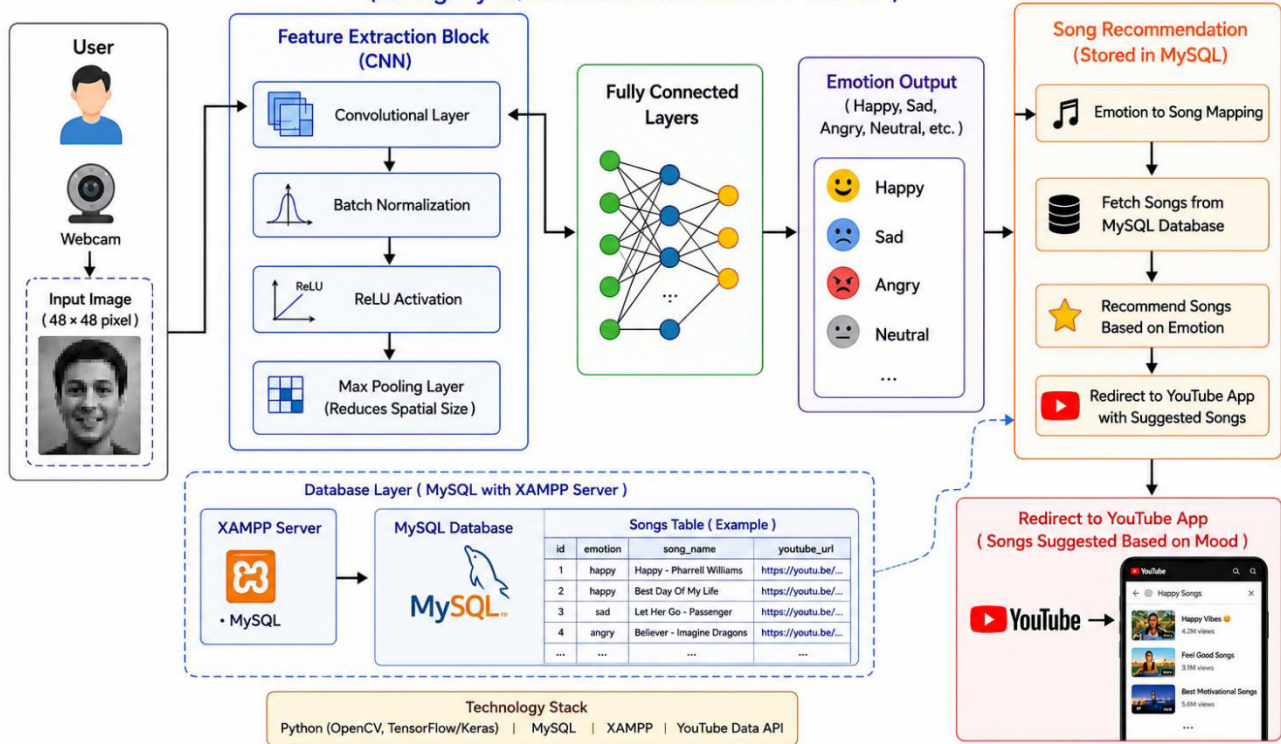 User
Webcam
Input Image
( 48 × 48 pixel )
Feature Extraction Block
(CNN)
Convolutional Layer
Batch Normalization
ReLU
ReLU Activation
Max Pooling Layer
(Reduces Spatial Size )
Fully Connected
Layers
Emotion Output
( Happy, Sad,
Angry, Neutral, etc. )
Happy
Sad
Angry
Neutral
...
Song Recommendation
(Stored in MySQL)
Emotion to Song Mapping
Fetch Songs from
MySQL Database
Recommend Songs
Based on Emotion
Redirect to YouTube App
with Suggested Songs
Database Layer ( MySQL with XAMPP Server )
XAMPP Server
• MySQL
MySQL Database
MySQL
Songs Table ( Example )
id emotion song_name youtube_url
1 happy Happy - Pharrell Williams https://youtu.be/...
2 happy Best Day Of My Life https://youtu.be/...
3 sad Let Her Go - Passenger https://youtu.be/...
4 angry Believer - Imagine Dragons https://youtu.be/...
... ... ... ...
Redirect to YouTube App
( Songs Suggested Based on Mood )
YouTube
YouTube
Happy Songs
Happy Vibes
4.2M views
Feel Good Songs
3.1M views
Best Motivational Songs
5.6M views
...
Technology Stack
Python (OpenCV, TensorFlow/Keras) | MySQL | XAMPP | YouTube Data API